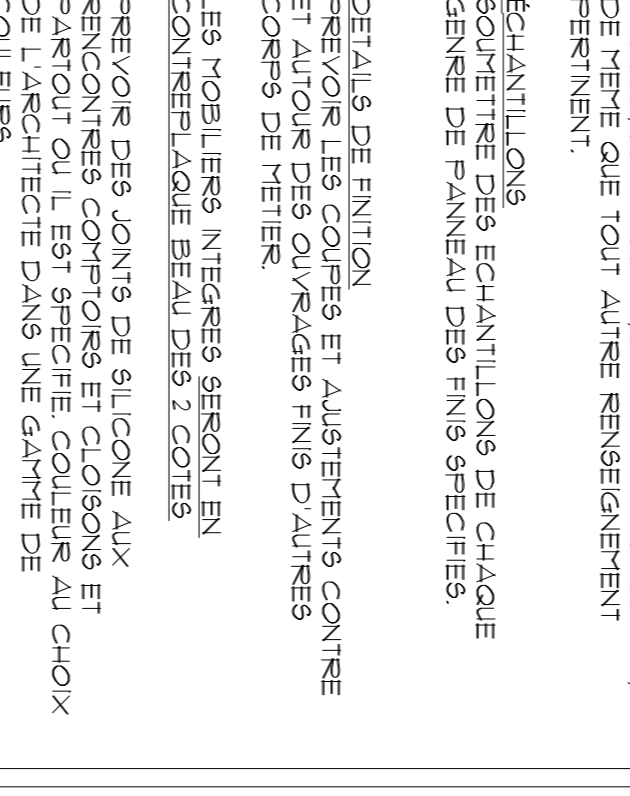 DE MEME QUE TOUT AUTRE RENSEIGNEMENT
PERTINENT.
ÉCHANTILLONS
SOUMETTRE DES ECHANTILLONS DE CHAQUE
GENRE DE PANNEAU DES FINIS SPECIFIES.
DETAILS DE FINITION
PREVOIR LES COUPES ET AJUSTEMENTS CONTRE
ET AUTOUR DES OUVRAGES FINIS D'AUTRES
CORPS DE METIER.
LES MOBILIERS INTEGRES SERONT EN
CONTREPLAQUE BEAU DES 2 COTES
PREVOIR DES JOINTS DE SILICONE AUX
RENCONTRES COMPTOIRS ET CLOISONS ET
PARTOUT OU IL EST SPECIFIE. COULEUR AU CHOIX
DE L'ARCHITECTE DANS UNE GAMME DE